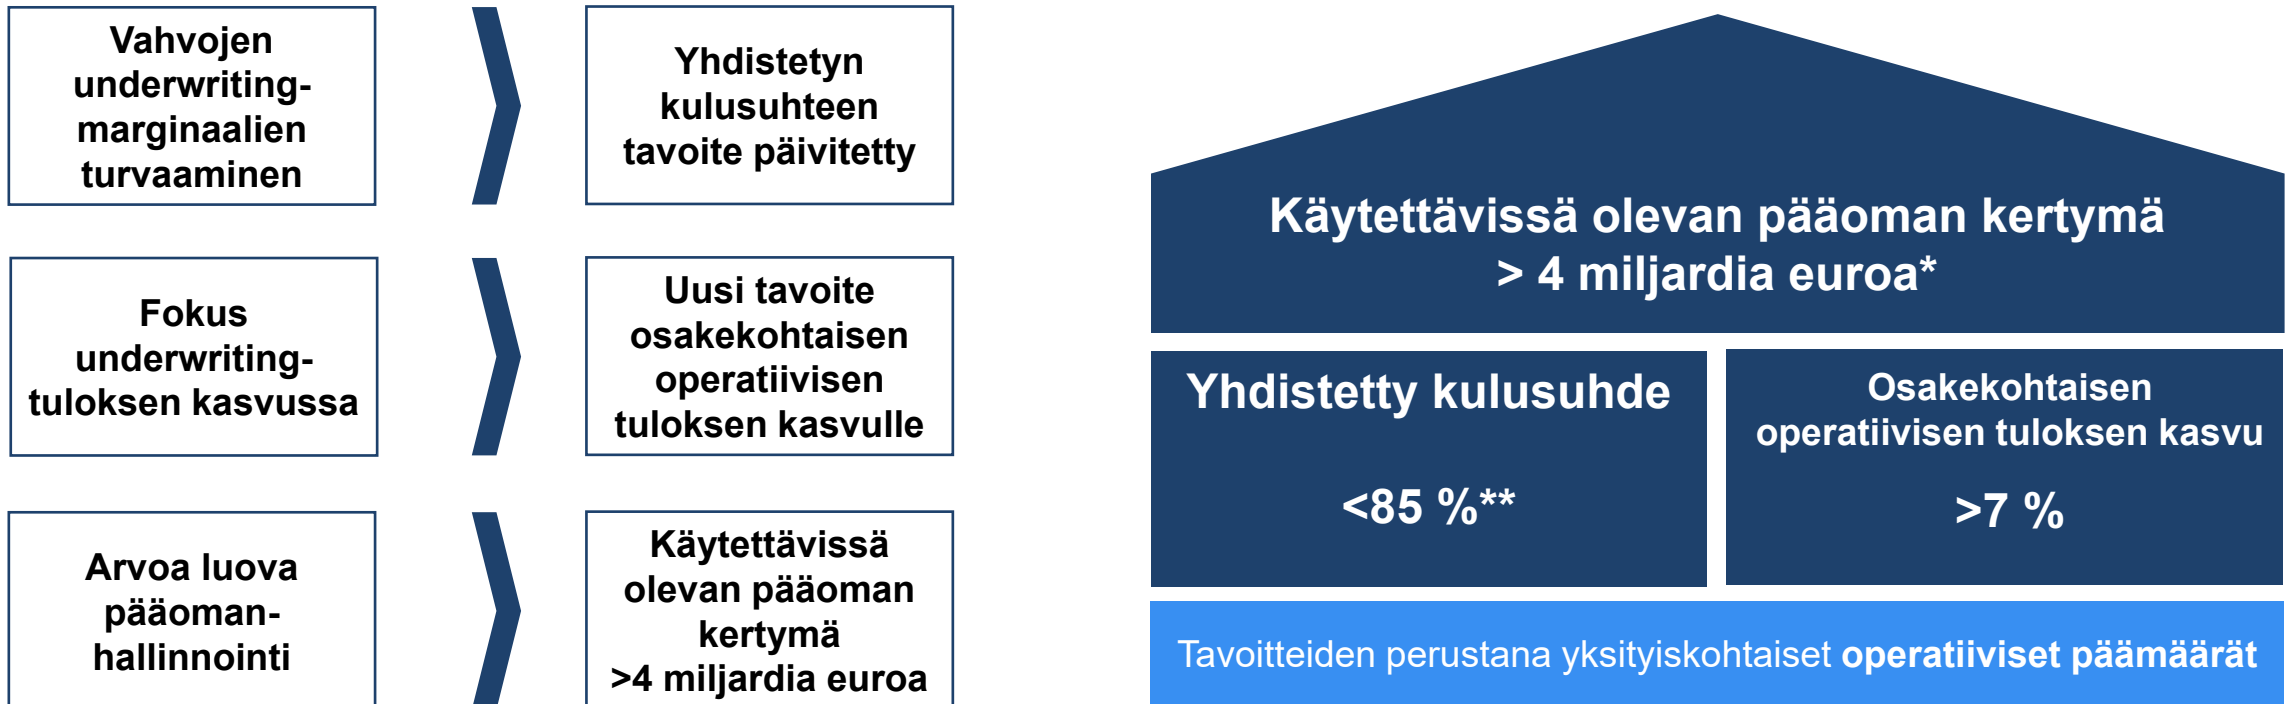 Vahvojen
underwriting-
marginaalien
turvaaminen
Yhdistetyn
kulusuhteen
tavoite päivitetty
Fokus
underwriting-
tuloksen kasvussa
Uusi tavoite
osakekohtaisen
operatiivisen
tuloksen kasvulle
Arvoa luova
pääoman-
hallinnointi
Käytettävissä
olevan pääoman
kertymä
>4 miljardia euroa
Käytettävissä olevan pääoman kertymä
> 4 miljardia euroa*
Yhdistetty kulusuhde
<85 %**
Osakekohtaisen
operatiivisen tuloksen kasvu
>7 %
Tavoitteiden perustana yksityiskohtaiset operatiiviset päämäärät